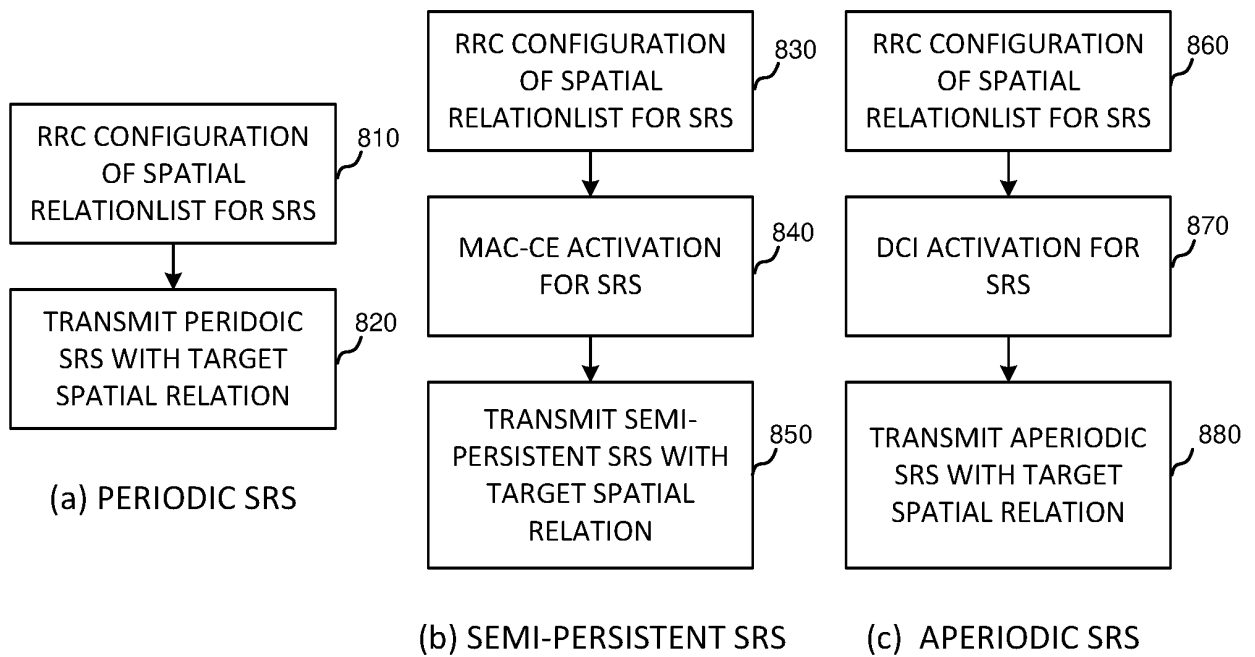 RRC CONFIGURATION
OF SPATIAL
RELATIONLIST FOR SRS
810
TRANSMIT PERIDOIC
SRS WITH TARGET
SPATIAL RELATION
820
(a) PERIODIC SRS
RRC CONFIGURATION
OF SPATIAL
RELATIONLIST FOR SRS
830
MAC-CE ACTIVATION
FOR SRS
840
TRANSMIT SEMI-
PERSISTENT SRS WITH
TARGET SPATIAL
RELATION
850
(b) SEMI-PERSISTENT SRS
RRC CONFIGURATION
OF SPATIAL
RELATIONLIST FOR SRS
860
DCI ACTIVATION FOR
SRS
870
TRANSMIT APERIODIC
SRS WITH TARGET
SPATIAL RELATION
880
(c) APERIODIC SRS